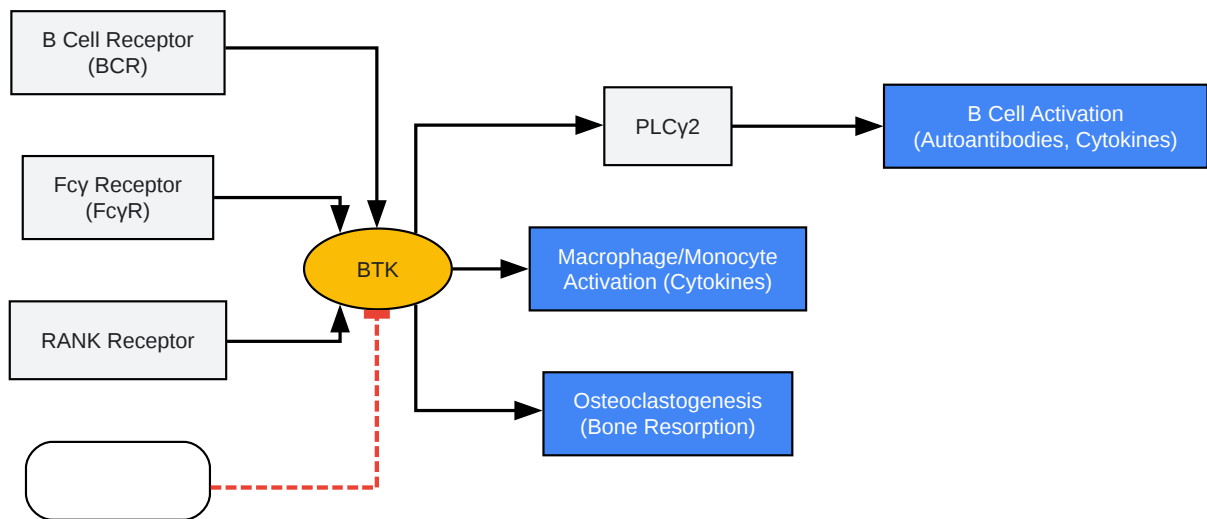 B Cell Receptor
(BCR)
Fcγ Receptor
(FcγR)
RANK Receptor
BTK
PLCγ2
B Cell Activation
(Autoantibodies, Cytokines)
Macrophage/Monocyte
Activation (Cytokines)
Osteoclastogenesis
(Bone Resorption)